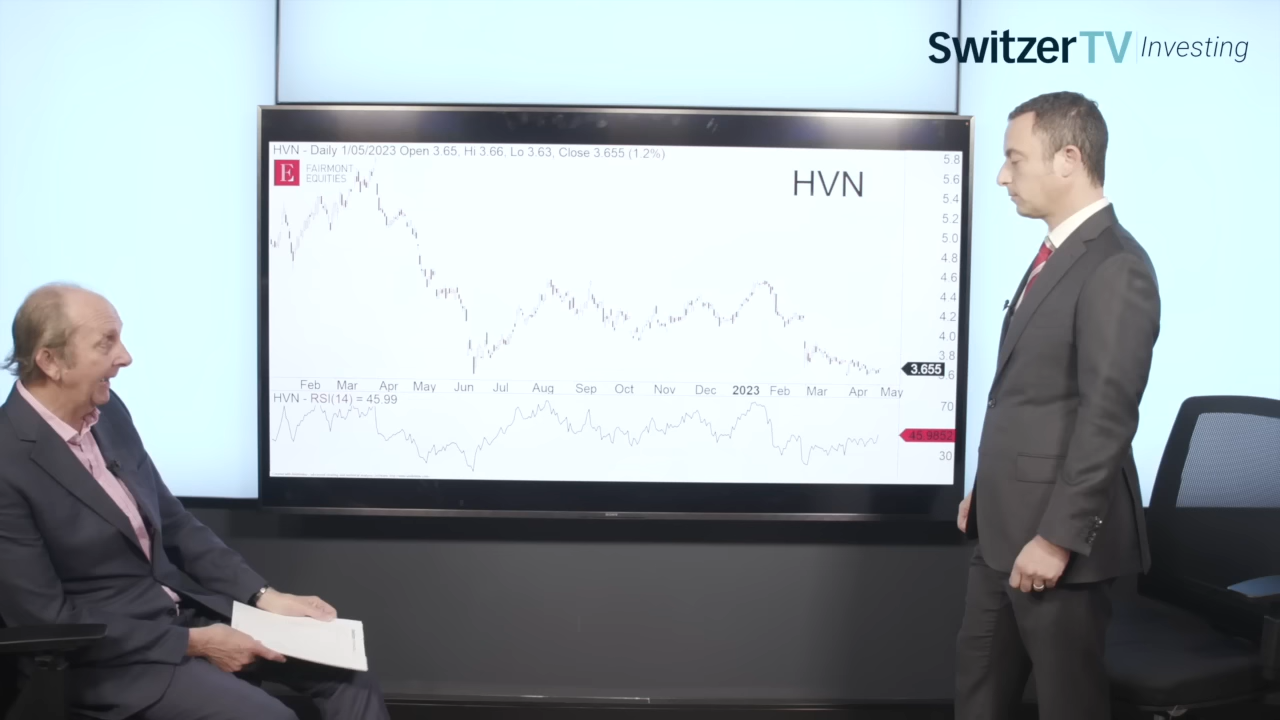 SwitzerTV Investing
HVN - Daily 1/05/2023 Open 3.65, Hi 3.66, Lo 3.63, Close 3.655 (1.2%)
E FAIRMONT
EQUITIES
HVN
5.8
5.6
5.4
5.2
5.0
4.8
4.6
4.4
4.2
4.0
3.8
3.655
Feb Mar Apr May Jun Jul Aug Sep Oct Nov Dec 2023 Feb Mar Apr May
HVN - RSI(14) = 45.99
70
45.9852
30